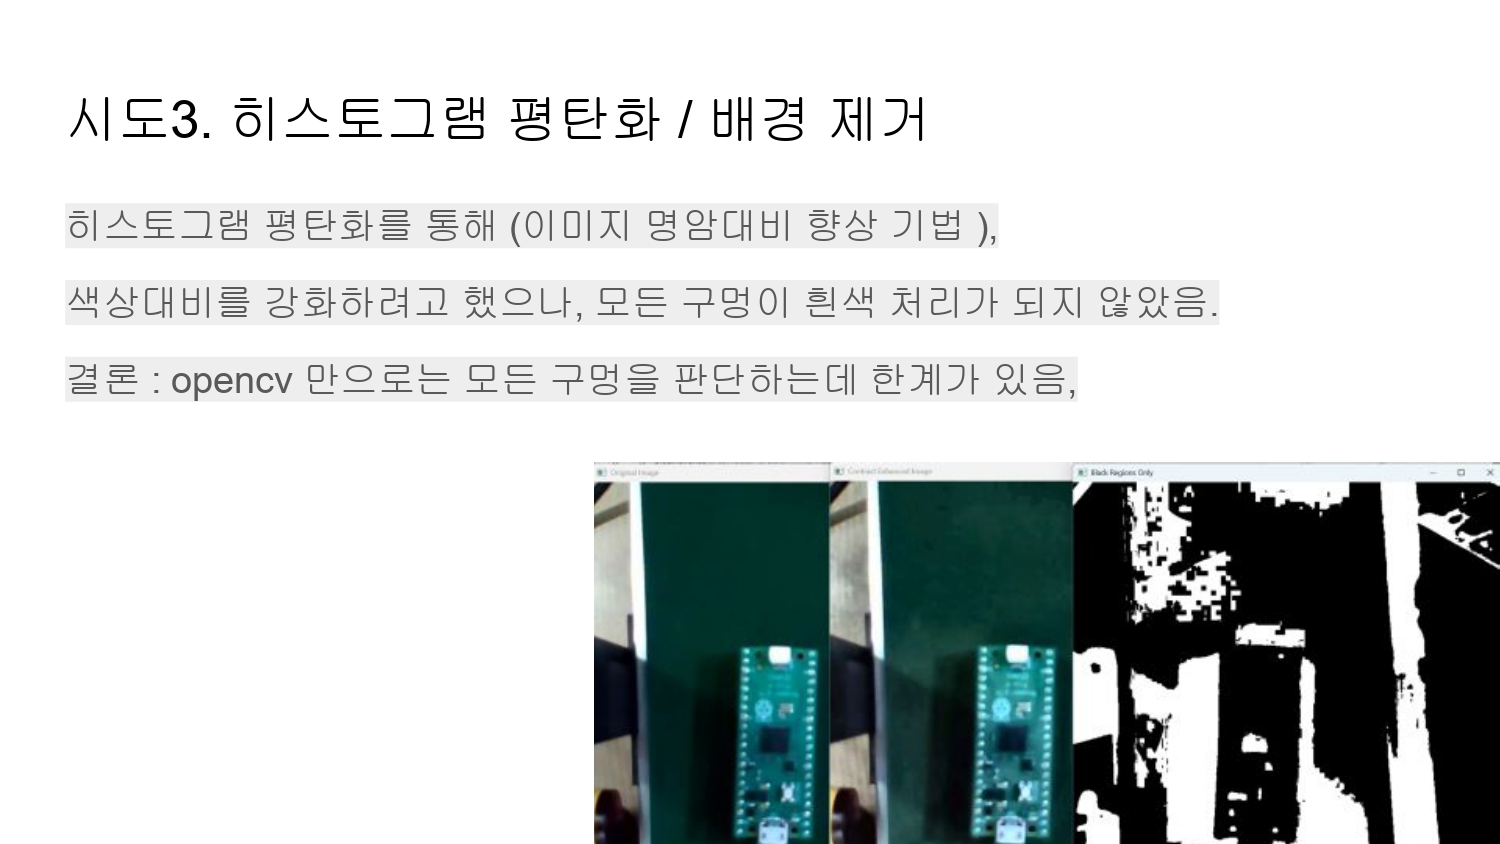 시도3. 히스토그램 평탄화 / 배경 제거
히스토그램 평탄화를 통해 (이미지 명암대비 향상 기법 ),
색상대비를 강화하려고 했으나, 모든 구멍이 흰색 처리가 되지 않았음.
결론 : opencv 만으로는 모든 구멍을 판단하는데 한계가 있음,
Original Image
Contrast Enhanced Image
Black Regions Only